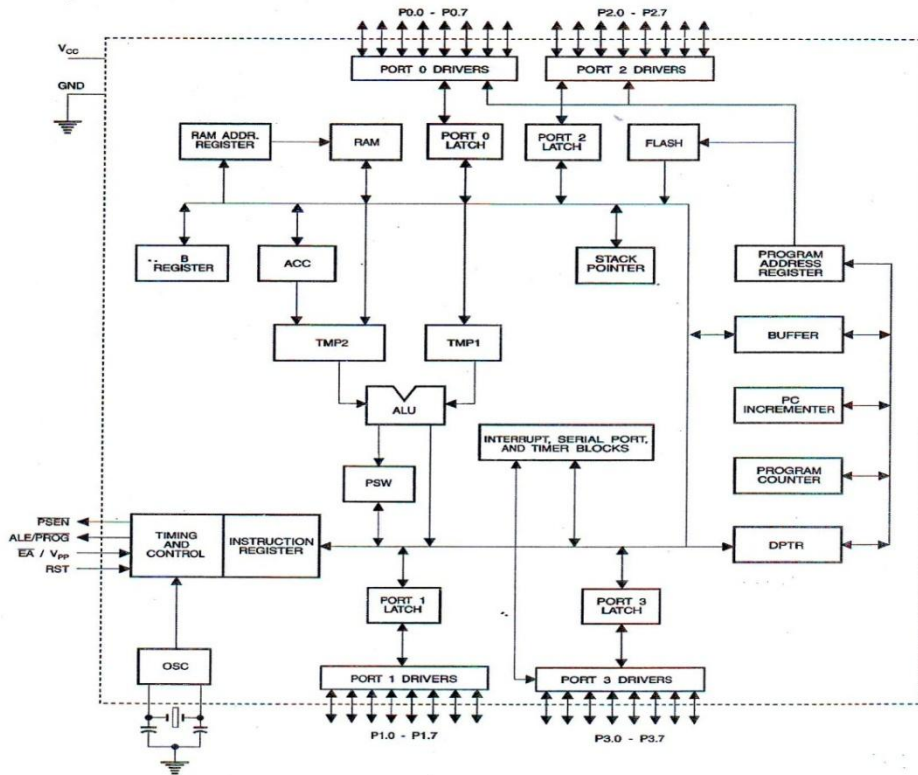 P0.0 - P0.7
P2.0 - P2.7
VCC
PORT 0 DRIVERS
PORT 2 DRIVERS
GND
RAM ADDR.
REGISTER
RAM
PORT 0
LATCH
PORT 2
LATCH
FLASH
B
REGISTER
ACC
STACK
POINTER
PROGRAM
ADDRESS
REGISTER
TMP2
TMP1
BUFFER
ALU
PC
INCREMENTER
INTERRUPT, SERIAL PORT,
AND TIMER BLOCKS
PSW
PROGRAM
COUNTER
PSEN
ALE/PROG
EA / VPP
RST
TIMING
AND
CONTROL
INSTRUCTION
REGISTER
DPTR
PORT 1
LATCH
PORT 3
LATCH
OSC
PORT 1 DRIVERS
PORT 3 DRIVERS
P1.0 - P1.7
P3.0 - P3.7